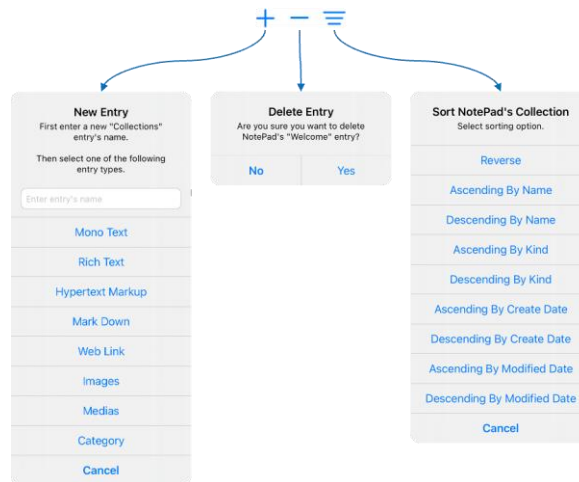 New Entry
First enter a new "Collections"
entry's name.
Then select one of the following
entry types.
Enter entry's name
Mono Text
Rich Text
Hypertext Markup
Mark Down
Web Link
Images
Medias
Category
Cancel
Delete Entry
Are you sure you want to delete
NotePad's "Welcome" entry?
No
Yes
Sort NotePad's Collection
Select sorting option.
Reverse
Ascending By Name
Descending By Name
Ascending By Kind
Descending By Kind
Ascending By Create Date
Descending By Create Date
Ascending By Modified Date
Descending By Modified Date
Cancel